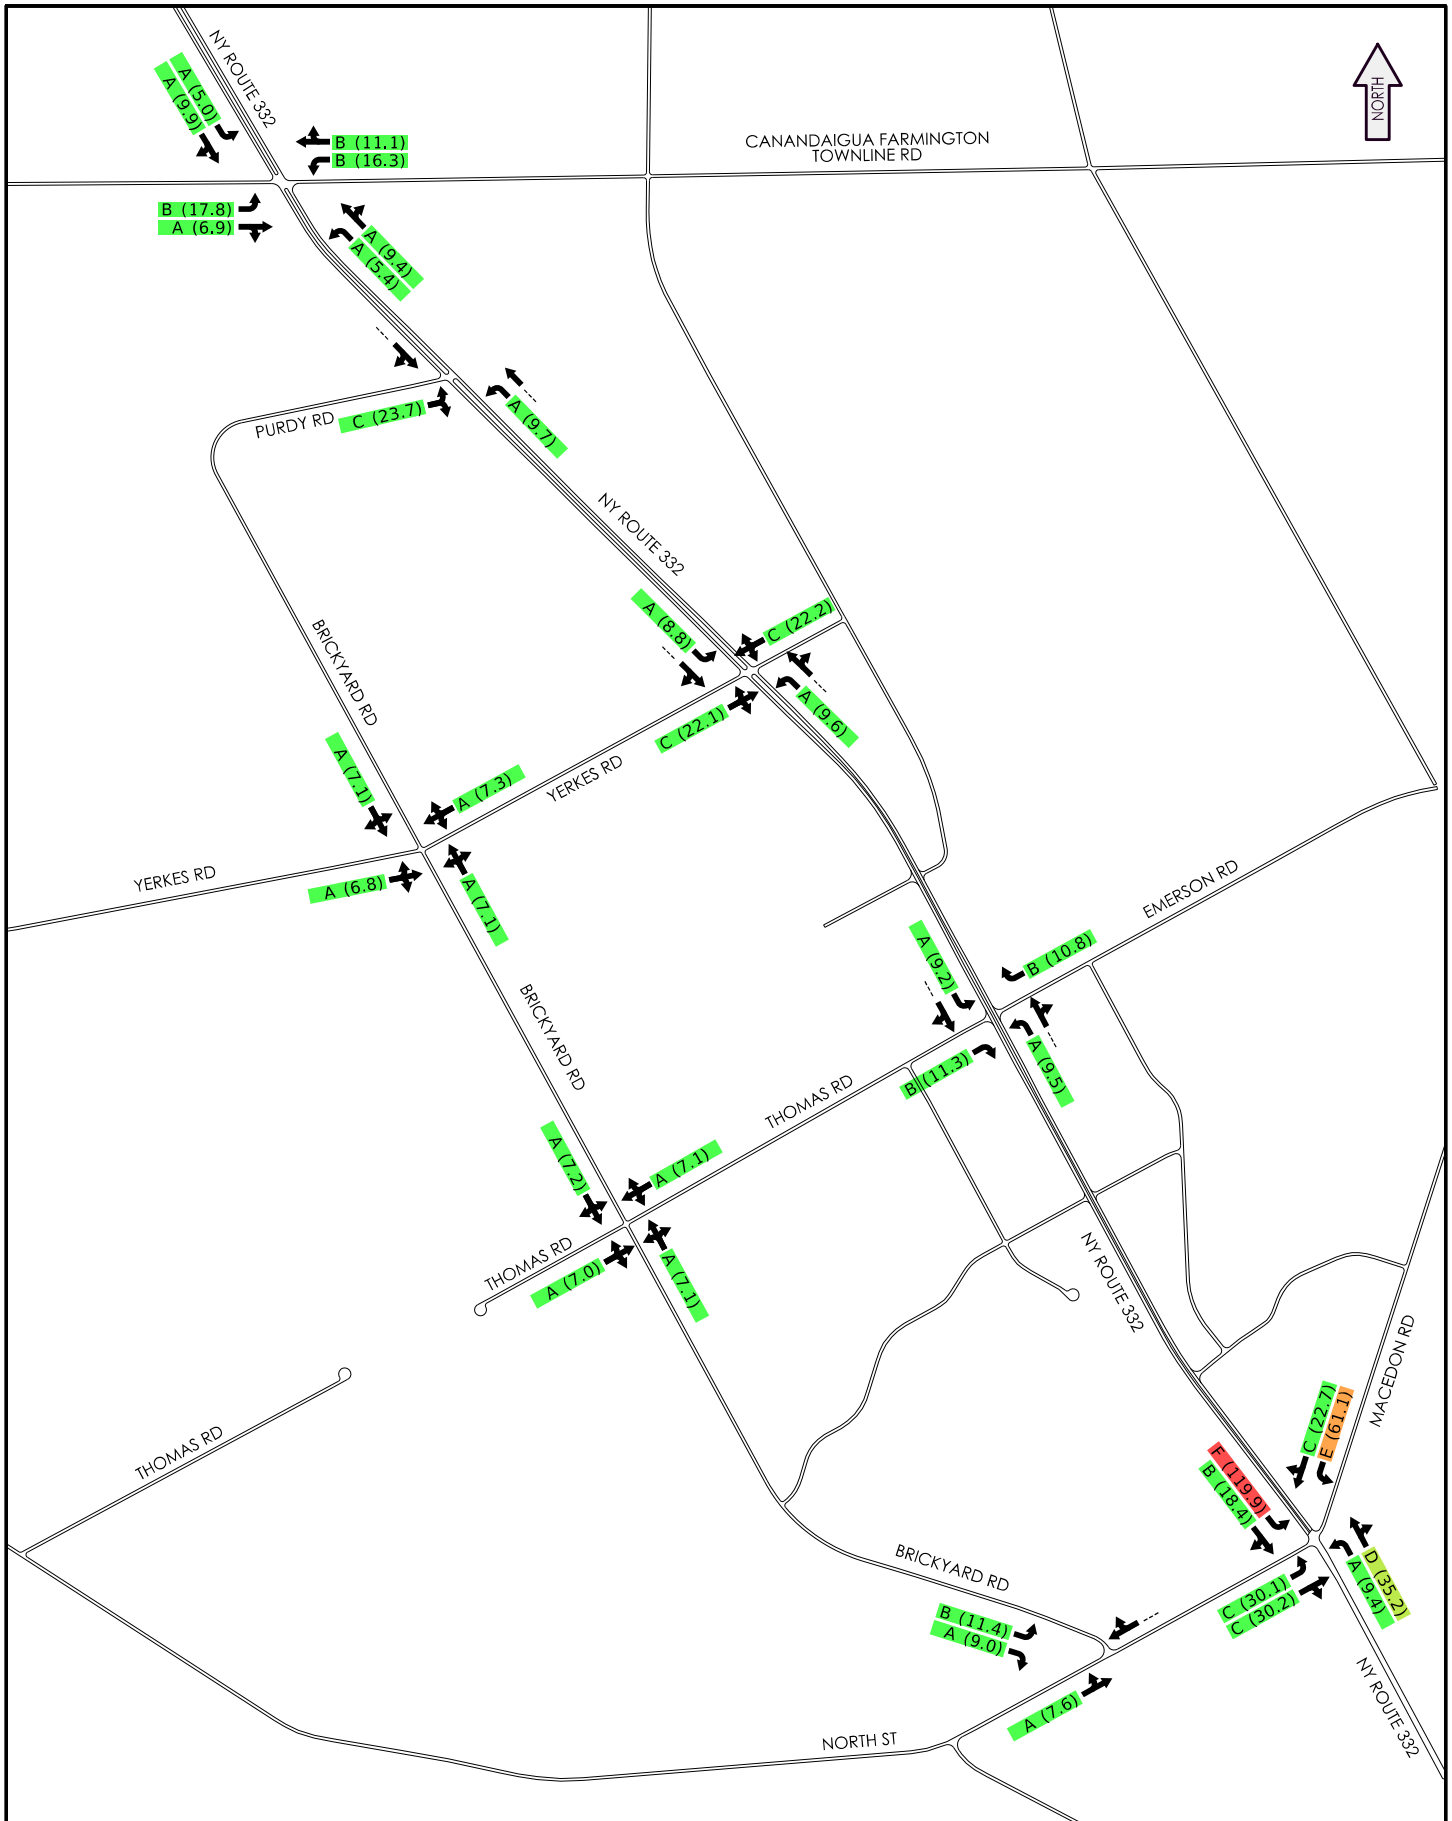 NY ROUTE 332
A (5.0)
A (9.9)
B (11.1)
B (16.3)
CANANDAIGUA FARMINGTON
TOWNLINE RD
NORTH
B (17.8)
A (6.9)
A (9.4)
A (5.4)
PURDY RD
C (23.7)
A (9.7)
NY ROUTE 332
A (8.8)
C (22.2)
BRICKYARD RD
C (22.1)
A (9.6)
A (7.1)
A (7.3)
YERKES RD
YERKES RD
A (6.8)
A (7.1)
EMERSON RD
A (9.2)
B (10.8)
BRICKYARD RD
B (11.3)
A (9.5)
THOMAS RD
A (7.2)
A (7.1)
THOMAS RD
A (7.0)
A (7.1)
NY ROUTE 332
MACEDON RD
THOMAS RD
C (22.7)
E (61.1)
F (119.9)
B (18.4)
BRICKYARD RD
D (35.2)
A (9.4)
C (30.1)
C (30.2)
B (11.4)
A (9.0)
A (7.6)
NORTH ST
NY ROUTE 332